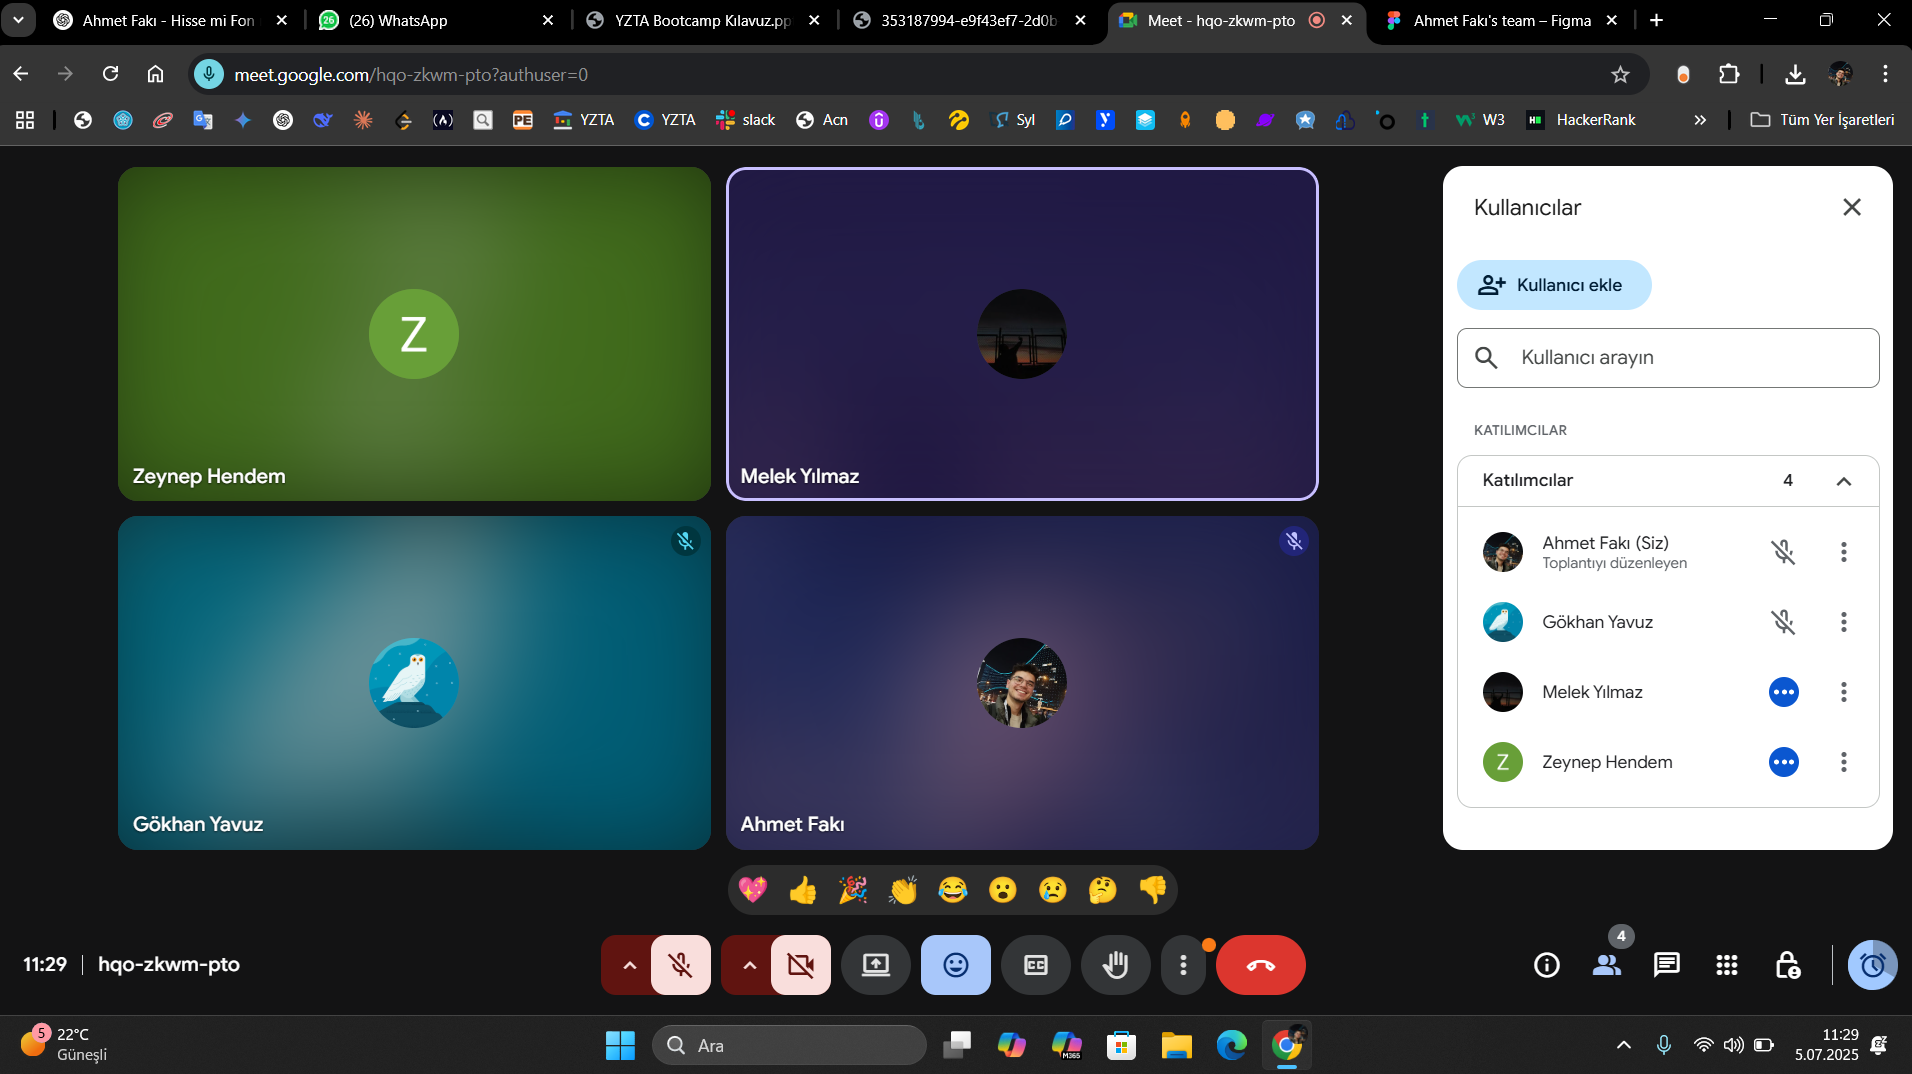 Ahmet Fakı - Hisse mi Fon
26
(26) WhatsApp
YZTA Bootcamp Kılavuz.pp
353187994-e9f43ef7-2d0b
Meet - hqo-zkwm-pto
Ahmet Fakı's team – Figma
meet.google.com/hqo-zkwm-pto?authuser=0
PE
YZTA
YZTA
slack
Acn
Syl
W3
HackerRank
Tüm Yer İşaretleri
Z
Zeynep Hendem
Melek Yılmaz
Gökhan Yavuz
Ahmet Fakı
Kullanıcılar
Kullanıcı ekle
Kullanıcı arayın
KATILIMCILAR
Katılımcılar 4
Ahmet Fakı (Siz)
Toplantıyı düzenleyen
Gökhan Yavuz
Melek Yılmaz
Z
Zeynep Hendem
11:29 | hqo-zkwm-pto
CC
4
5
22°C
Güneşli
Ara
M365
11:29
5.07.2025